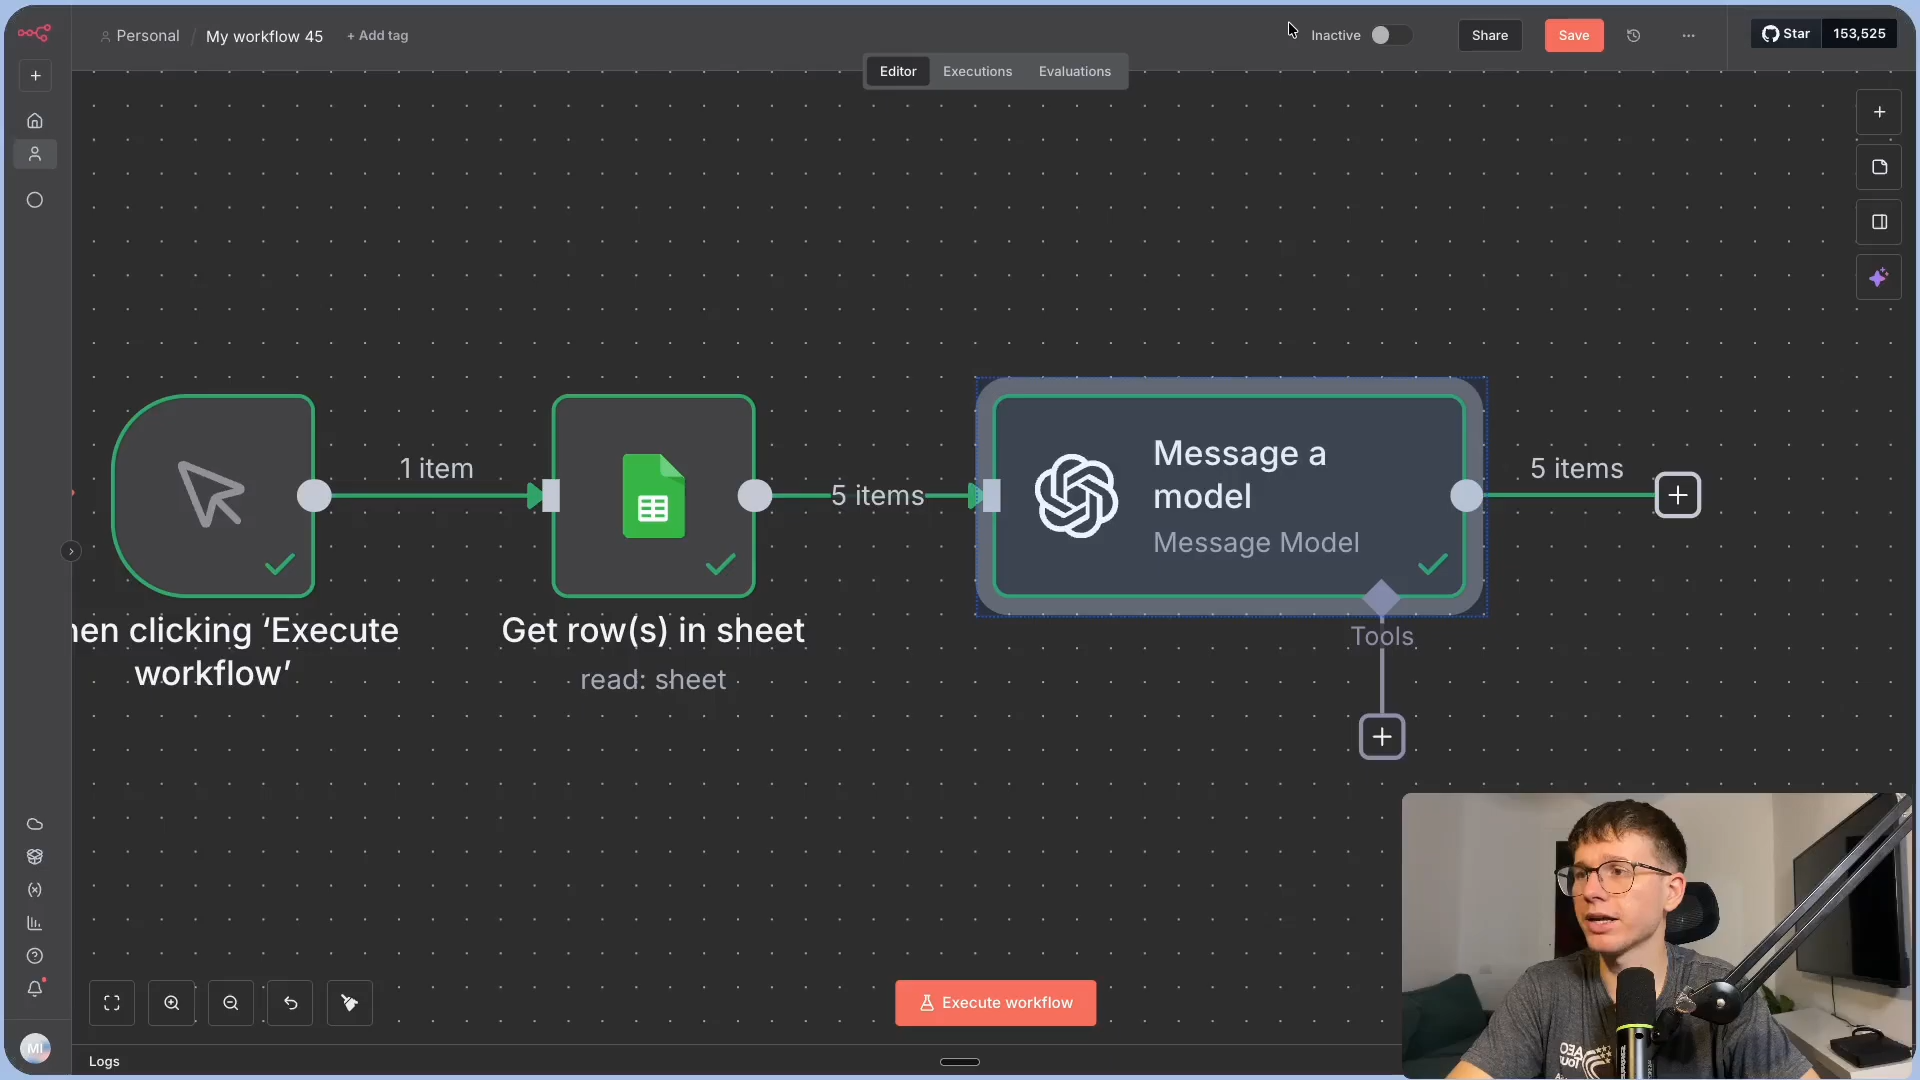 Personal / My workflow 45 + Add tag
Inactive
Share
Save
Star 153,525
Editor
Executions
Evaluations
1 item
5 items
Message a
model
Message Model
5 items
Tools
hen clicking ‘Execute
workflow’
Get row(s) in sheet
read: sheet
Execute workflow
MI
Logs